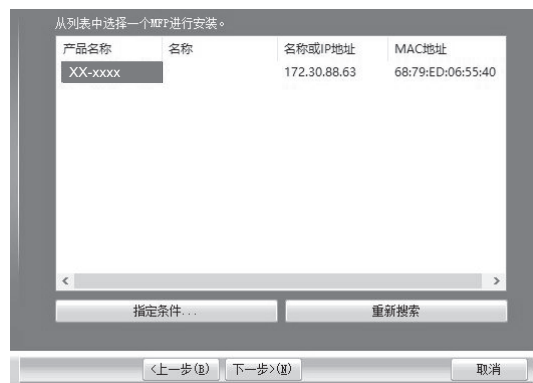 从列表中选择一个MFP进行安装。
产品名称 名称 名称或IP地址 MAC地址
XX-xxxx 172.30.88.63 68:79:ED:06:55:40
指定条件... 重新搜索
<上一步(B) 下一步>(N) 取消